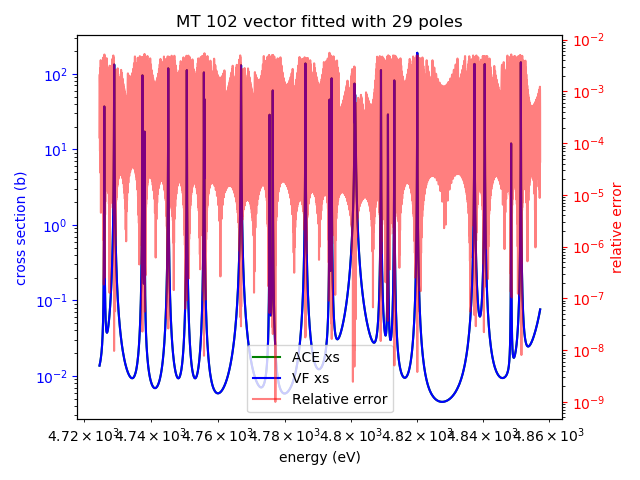 MT 102 vector fitted with 29 poles
cross section (b)
10²
10¹
10⁰
10⁻¹
10⁻²
10⁻²
10⁻³
10⁻⁴
10⁻⁵
10⁻⁶
10⁻⁷
10⁻⁸
10⁻⁹
relative error
ACE xs
VF xs
Relative error
4.72×10³ 4.74×10³ 4.76×10³ 4.78×10³ 4.8×10³ 4.82×10³ 4.84×10³ 4.86×10³
energy (eV)